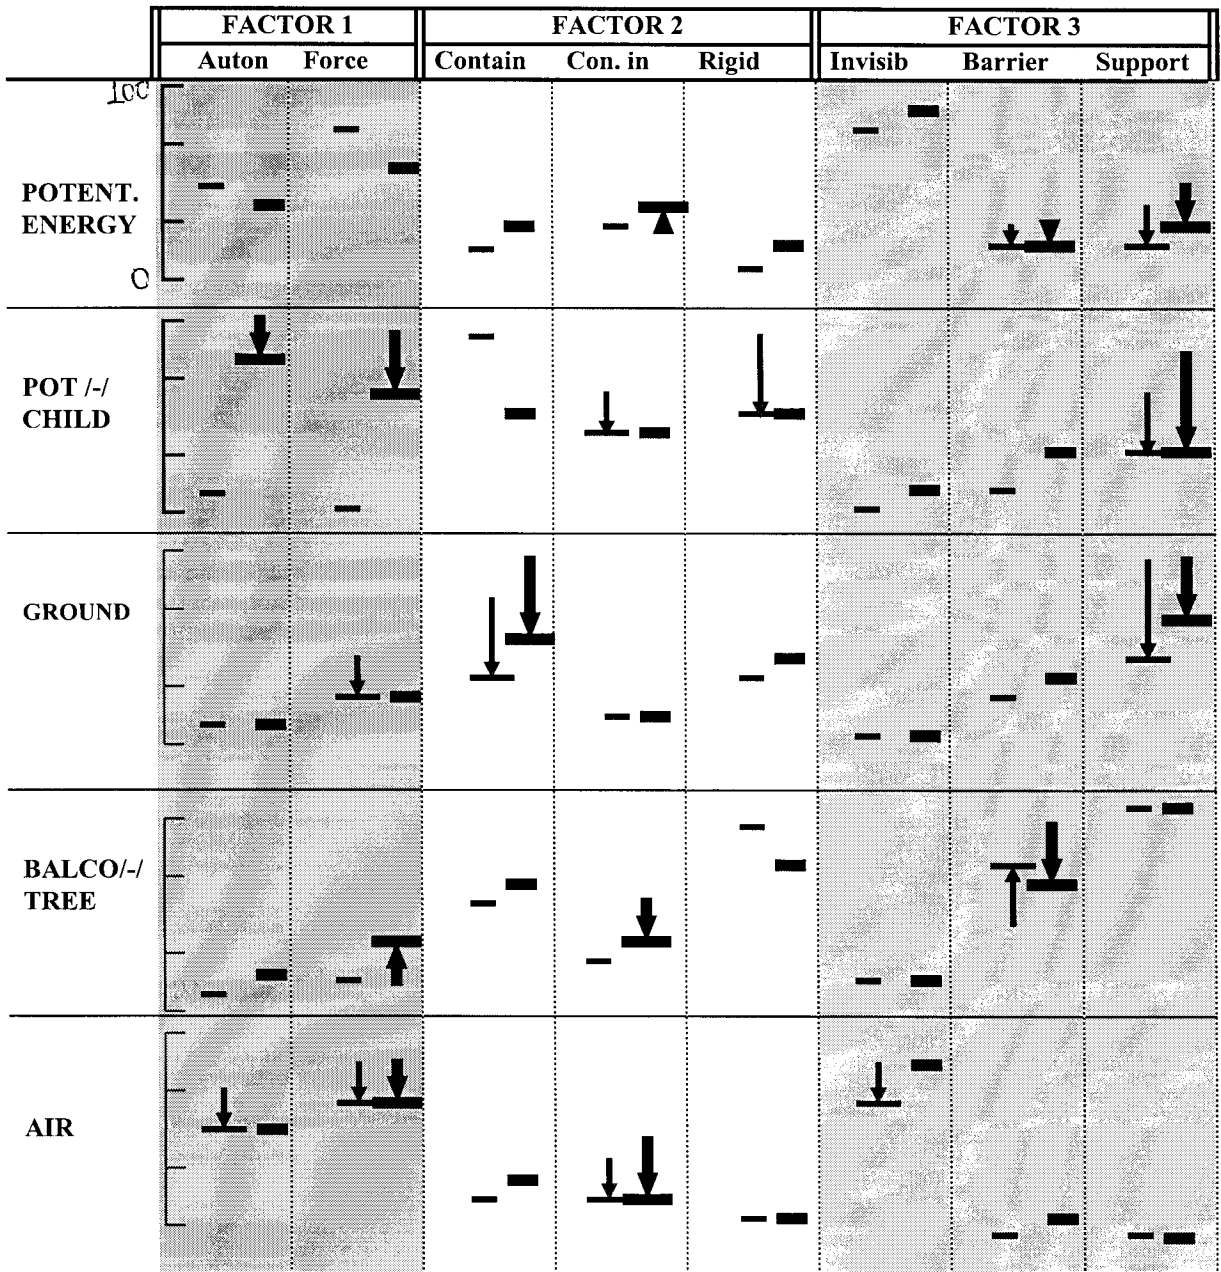 FACTOR 1 FACTOR 2 FACTOR 3
Auton Force Contain Con. in Rigid Invisib Barrier Support
100
POTENT.
ENERGY
0
POT /-/
CHILD
GROUND
BALCO/-/
TREE
AIR